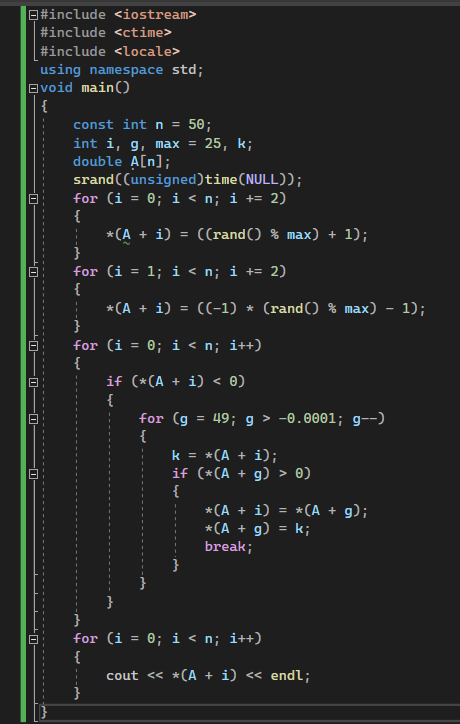 #include <iostream>
#include <ctime>
#include <locale>
using namespace std;
void main()
{
    const int n = 50;
    int i, g, max = 25, k;
    double A[n];
    srand((unsigned)time(NULL));
    for (i = 0; i < n; i += 2)
    {
        *(A + i) = ((rand() % max) + 1);
    }
    for (i = 1; i < n; i += 2)
    {
        *(A + i) = ((-1) * (rand() % max) - 1);
    }
    for (i = 0; i < n; i++)
    {
        if (*(A + i) < 0)
        {
            for (g = 49; g > -0.0001; g--)
            {
                k = *(A + i);
                if (*(A + g) > 0)
                {
                    *(A + i) = *(A + g);
                    *(A + g) = k;
                    break;
                }
            }
        }
    }
    for (i = 0; i < n; i++)
    {
        cout << *(A + i) << endl;
    }
}